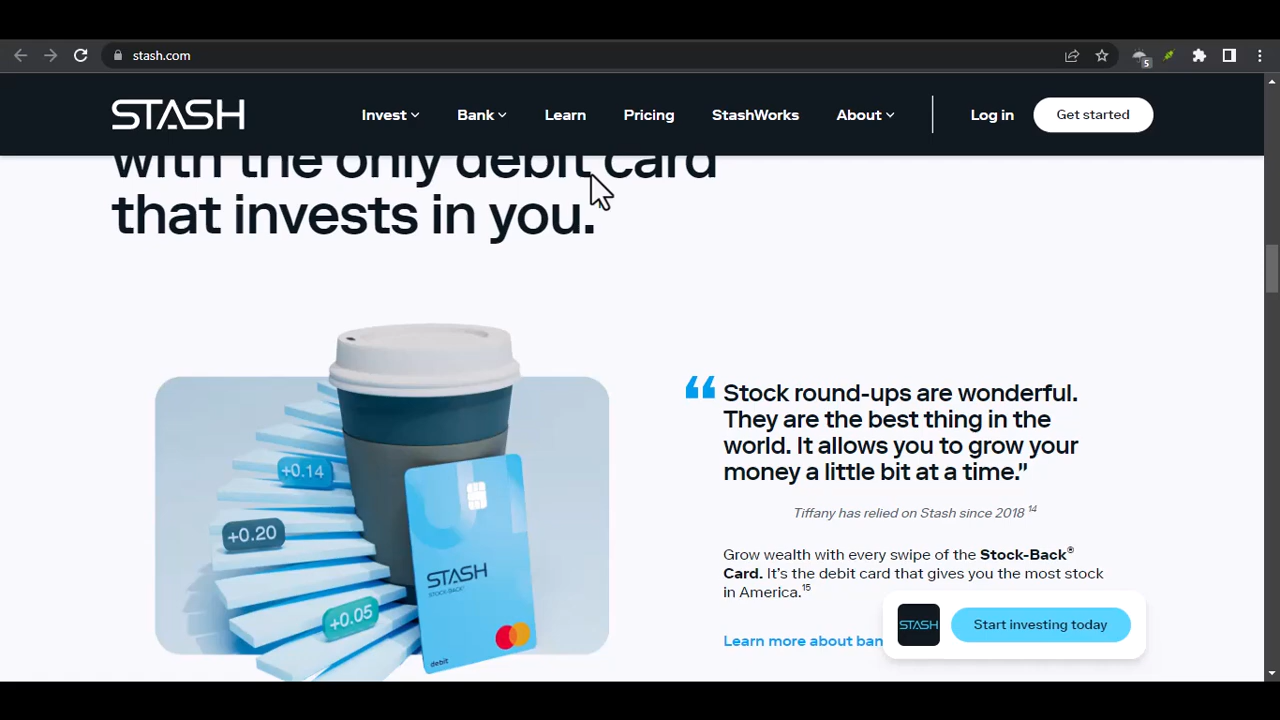 stash.com
5
STASH
Invest
Bank
Learn
Pricing
StashWorks
About
Log in
Get started
with the only debit card
that invests in you.
+0.14
+0.20
+0.05
STASH
STOCK-BACK
debit
“Stock round-ups are wonderful.
They are the best thing in the
world. It allows you to grow your
money a little bit at a time.”
Tiffany has relied on Stash since 2018 14
Grow wealth with every swipe of the Stock-Back®
Card. It’s the debit card that gives you the most stock
in America.15
Learn more about ban
STASH
Start investing today